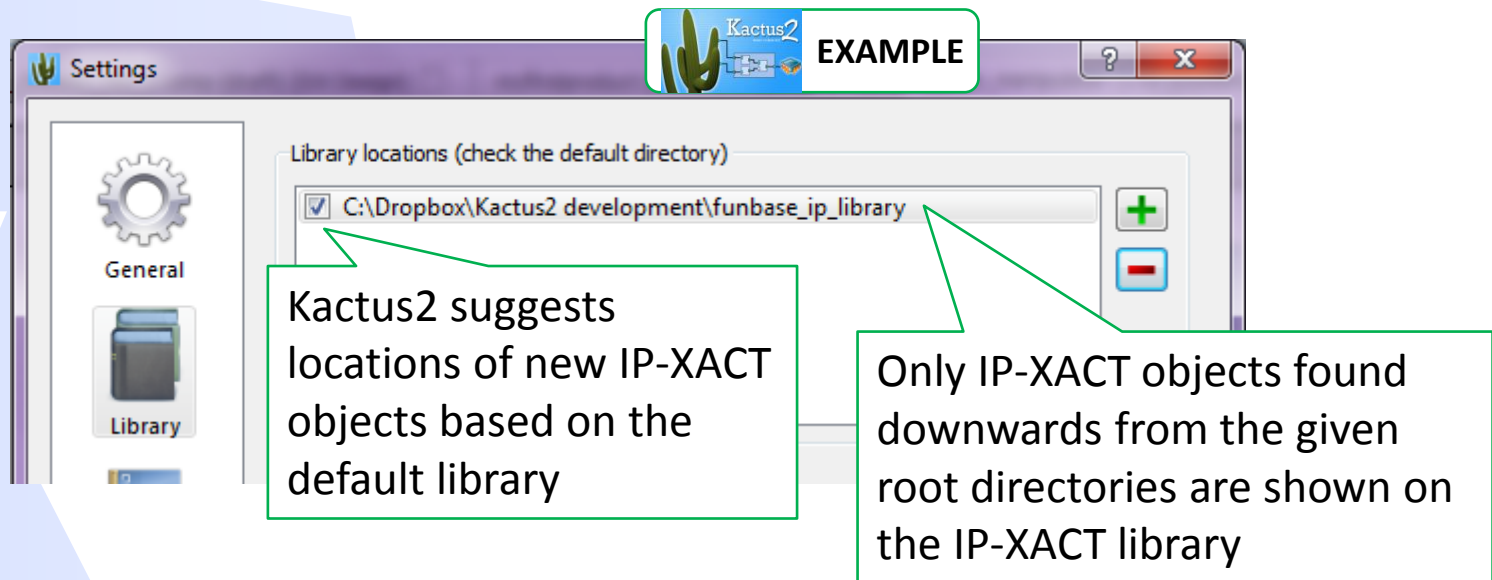 Kactus2
EXAMPLE
Settings
?
x
Library locations (check the default directory)
C:\Dropbox\Kactus2 development\funbase_ip_library
General
Library
Kactus2 suggests
locations of new IP-XACT
objects based on the
default library
Only IP-XACT objects found
downwards from the given
root directories are shown on
the IP-XACT library